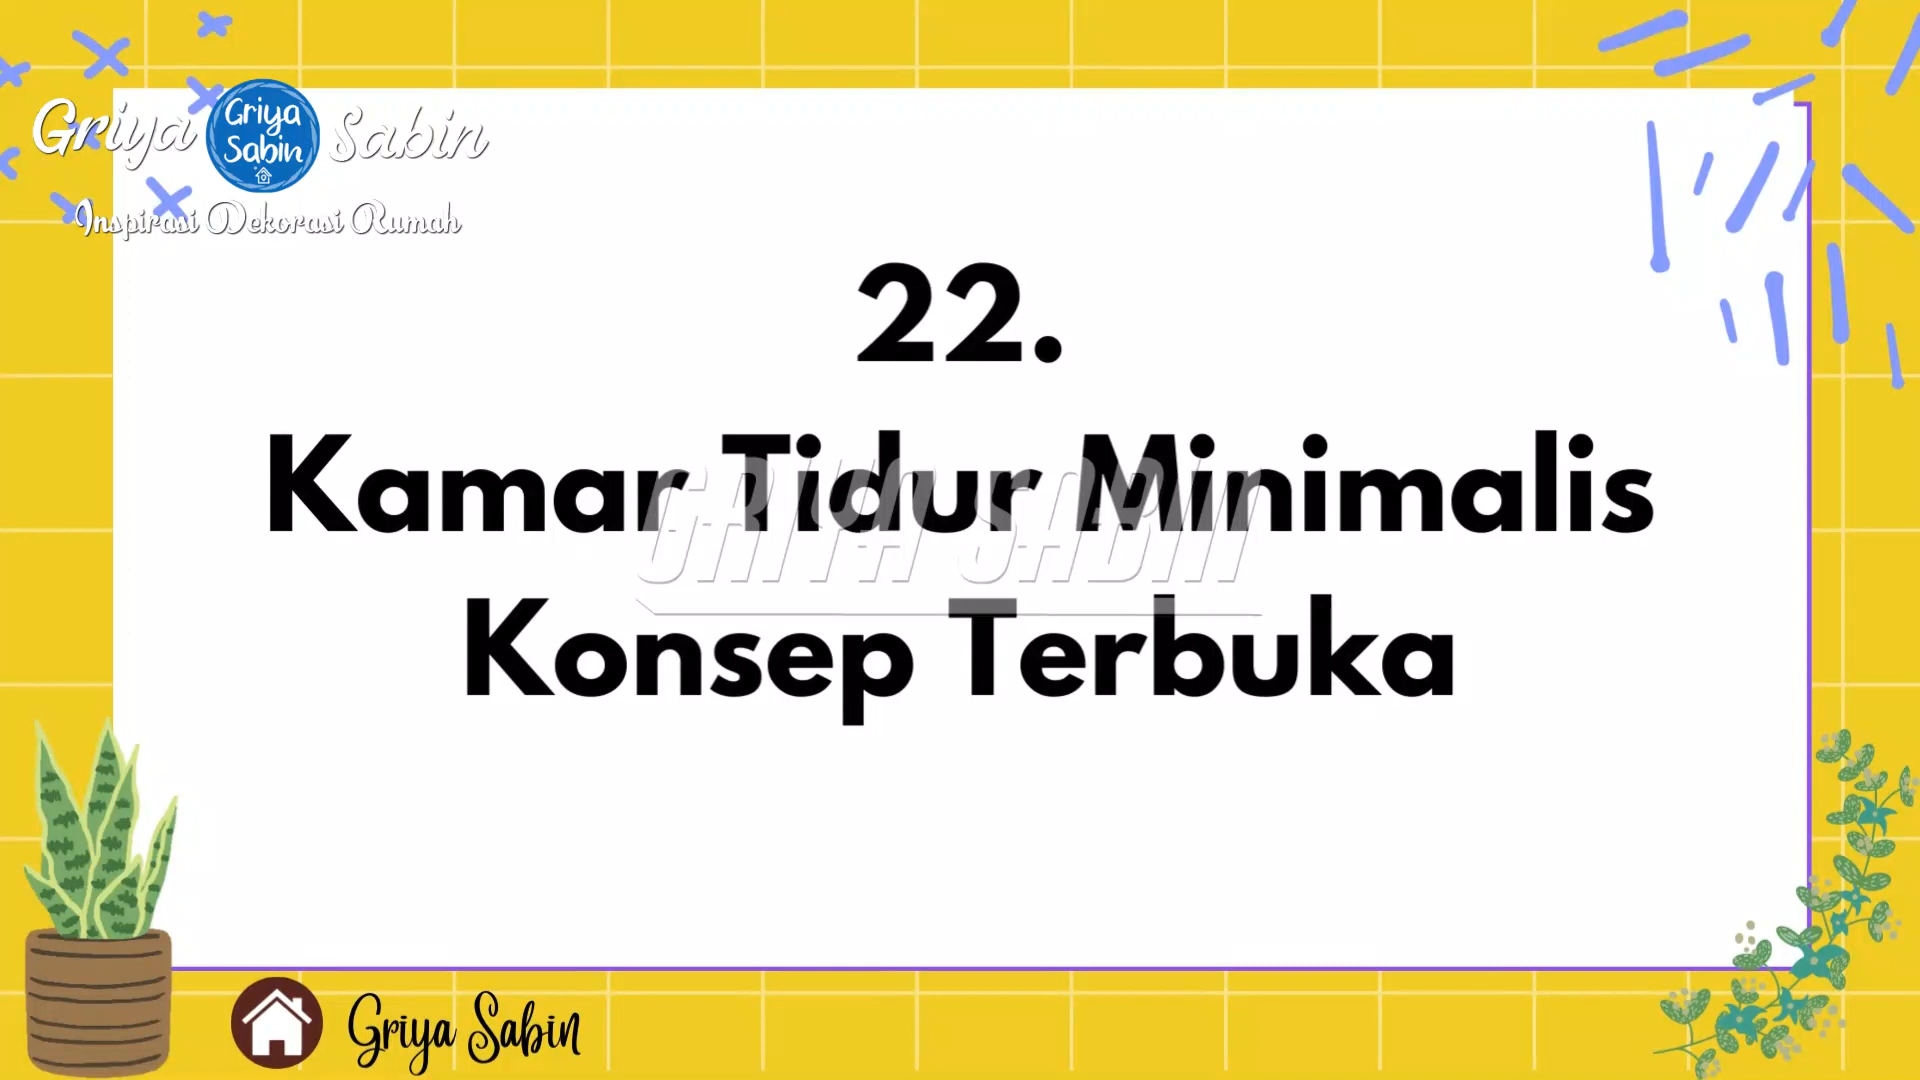 Griya Griya Sabin Sabin
Inspirasi Dekorasi Rumah
22.
Kamar Tidur Minimalis
GRIYA SABIN
Konsep Terbuka
Griya Sabin